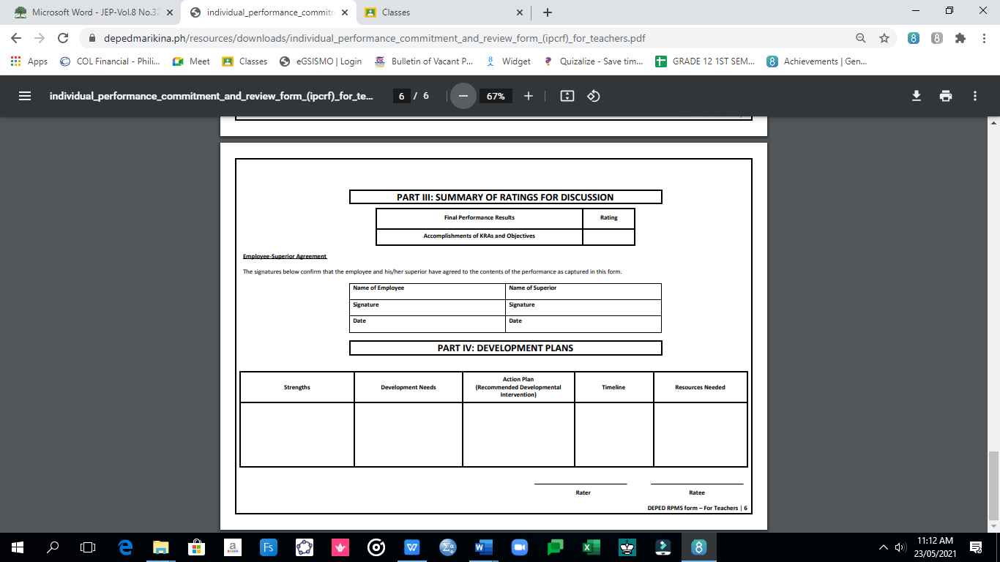 Microsoft Word - JEP-Vol.8 No.32
individual_performance_commitm
Classes
depedmarikina.ph/resources/downloads/individual_performance_commitment_and_review_form_(ipcrf)_for_teachers.pdf
Apps
COL Financial - Phili...
Meet
Classes
eGSISMO | Login
Bulletin of Vacant P...
Widget
Quizalize - Save tim...
GRADE 12 1ST SEM...
Achievements | Gen...
individual_performance_commitment_and_review_form_(ipcrf)_for_te...
6 / 6
67%
PART III: SUMMARY OF RATINGS FOR DISCUSSION
Final Performance Results
Rating
Accomplishments of KRAs and Objectives
Employee-Superior Agreement
The signatures below confirm that the employee and his/her superior have agreed to the contents of the performance as captured in this form.
Name of Employee
Name of Superior
Signature
Signature
Date
Date
PART IV: DEVELOPMENT PLANS
Strengths
Development Needs
Action Plan
(Recommended Developmental
Intervention)
Timeline
Resources Needed
Rater
Ratee
DEPED RPMS form – For Teachers | 6
11:12 AM
23/05/2021